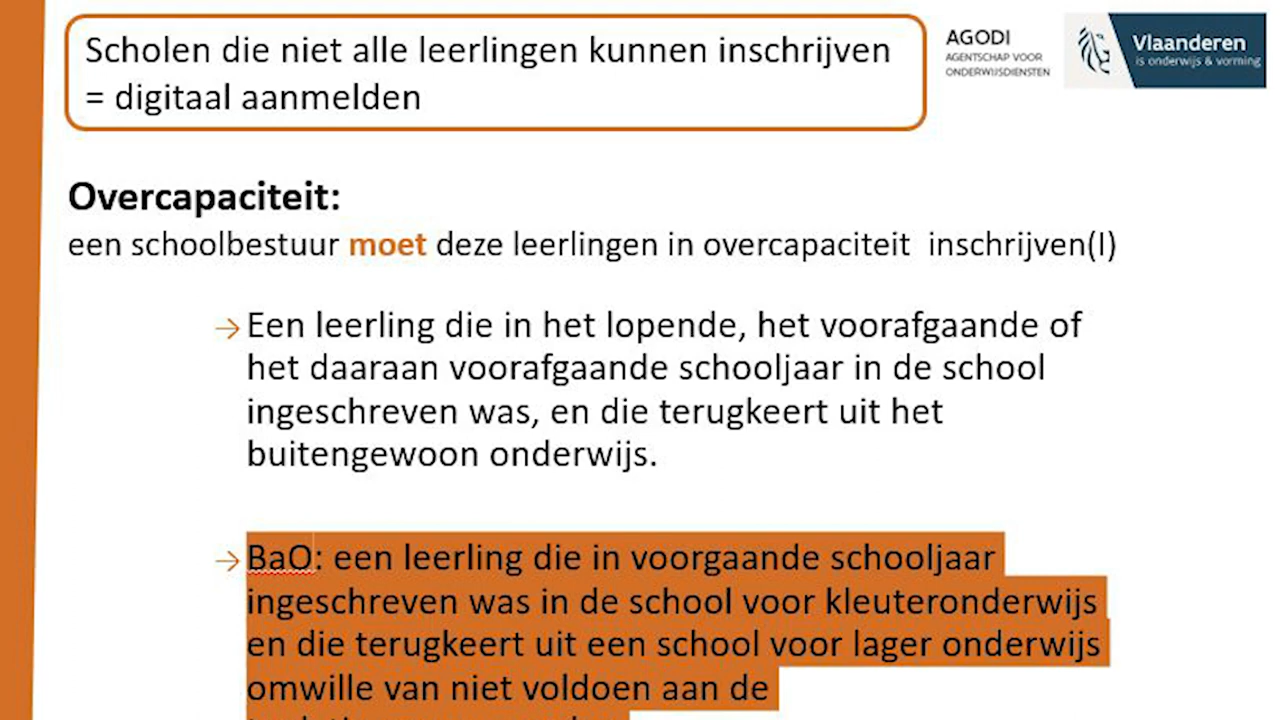 Scholen die niet alle leerlingen kunnen inschrijven
= digitaal aanmelden
AGODI
AGENTSCHAP VOOR
ONDERWIJSDIENSTEN
Vlaanderen
is onderwijs & vorming
Overcapaciteit:
een schoolbestuur moet deze leerlingen in overcapaciteit inschrijven(I)
→ Een leerling die in het lopende, het voorafgaande of
het daaraan voorafgaande schooljaar in de school
ingeschreven was, en die terugkeert uit het
buitengewoon onderwijs.
→ BaO: een leerling die in voorgaande schooljaar
ingeschreven was in de school voor kleuteronderwijs
en die terugkeert uit een school voor lager onderwijs
omwille van niet voldoen aan de